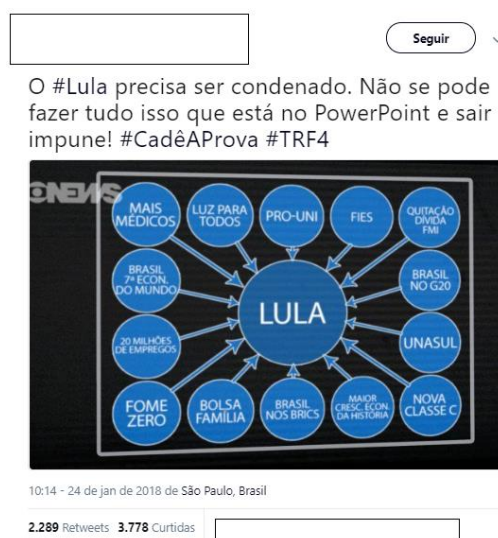 Seguir
O #Lula precisa ser condenado. Não se pode
fazer tudo isso que está no PowerPoint e sair
impune! #CadêAProva #TRF4
NEWS
MAIS
MÉDICOS
LUZ PARA
TODOS
PRO-UNI
FIES
QUITAÇÃO
DÍVIDA
FMI
BRASIL
7ª ECON.
DO MUNDO
LULA
BRASIL
NO G20
20 MILHÕES
DE EMPREGOS
UNASUL
FOME
ZERO
BOLSA
FAMÍLIA
BRASIL
NOS BRICS
MAIOR
CRESC. ECON.
DA HISTÓRIA
NOVA
CLASSE C
10:14 - 24 de jan de 2018 de São Paulo, Brasil
2.289 Retweets 3.778 Curtidas